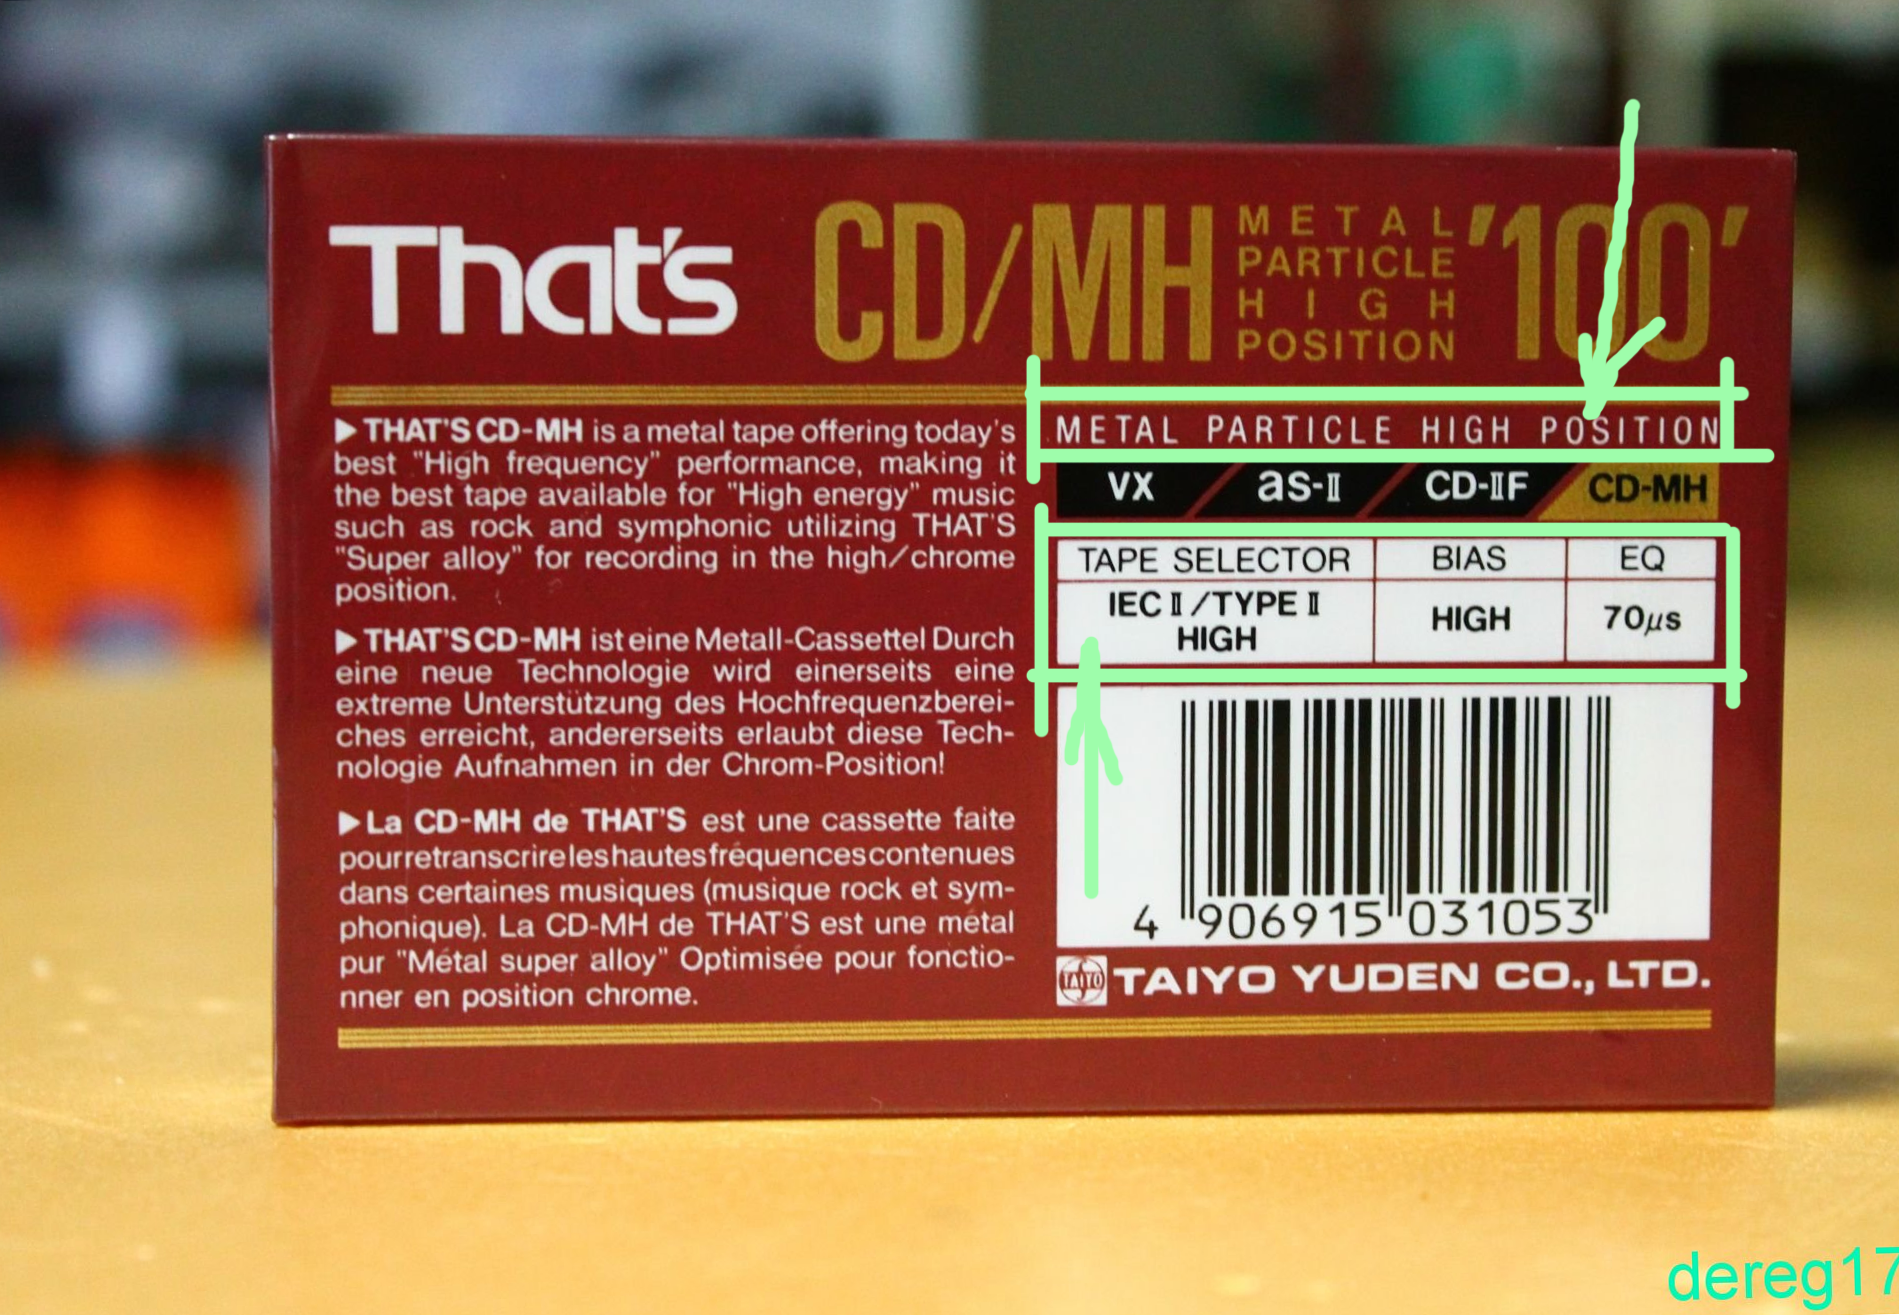 That's CD/MH METAL PARTICLE HIGH POSITION '100'
▶THAT'S CD-MH is a metal tape offering today's
best "High frequency" performance, making it
the best tape available for "High energy" music
such as rock and symphonic utilizing THAT'S
"Super alloy" for recording in the high/chrome
position.
▶THAT'S CD-MH ist eine Metall-Cassettel Durch
eine neue Technologie wird einerseits eine
extreme Unterstützung des Hochfrequenzberei-
ches erreicht, andererseits erlaubt diese Tech-
nologie Aufnahmen in der Chrom-Position!
▶La CD-MH de THAT'S est une cassette faite
pour retranscrire les hautes fréquences contenues
dans certaines musiques (musique rock et sym-
phonique). La CD-MH de THAT'S est une métal
pur "Métal super alloy" Optimisée pour fonctio-
nner en position chrome.
METAL PARTICLE HIGH POSITION
VX as-II CD-IIF CD-MH
TAPE SELECTOR BIAS EQ
IEC II/TYPE II HIGH HIGH 70μs
4 906915 031053
TAIYO TAIYO YUDEN CO., LTD.
dereg17